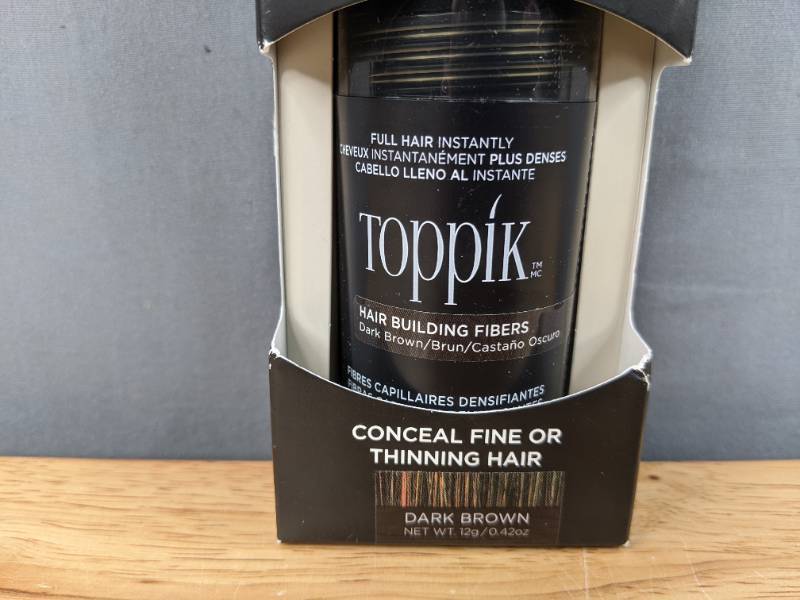 FULL HAIR INSTANTLY
CHEVEUX INSTANTANÉMENT PLUS DENSES
CABELLO LLENO AL INSTANTE
TOPPIK
TM
MC
HAIR BUILDING FIBERS
Dark Brown/Brun/Castaño Oscuro
FIBRES CAPILLAIRES DENSIFIANTES
CONCEAL FINE OR
THINNING HAIR
DARK BROWN
NET WT. 12g/0.42oz